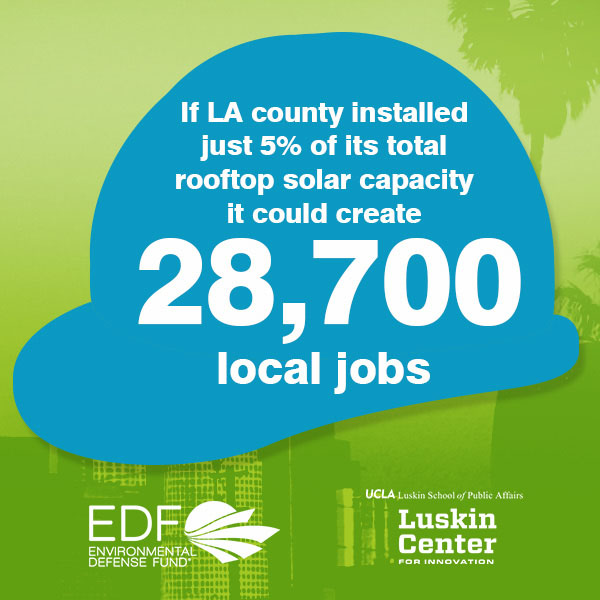 If LA county installed
just 5% of its total
rooftop solar capacity
it could create
28,700
local jobs
EDF
ENVIRONMENTAL
DEFENSE FUND®
UCLA Luskin School of Public Affairs
Luskin
Center
FOR INNOVATION